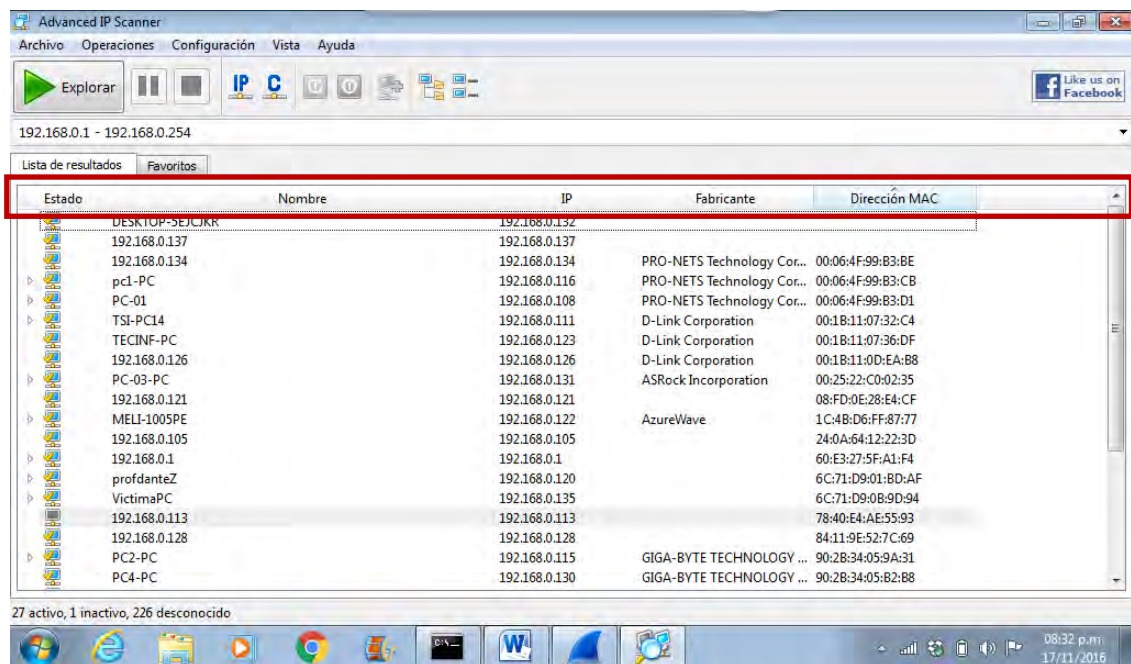 Advanced IP Scanner
Archivo Operaciones Configuración Vista Ayuda
Explorar IP C
Like us on
Facebook
192.168.0.1 - 192.168.0.254
Lista de resultados Favoritos
Estado Nombre IP Fabricante Dirección MAC
DESKTOP-5EJCJKR 192.168.0.132
192.168.0.137 192.168.0.137
192.168.0.134 192.168.0.134 PRO-NETS Technology Cor... 00:06:4F:99:B3:BE
pc1-PC 192.168.0.116 PRO-NETS Technology Cor... 00:06:4F:99:B3:CB
PC-01 192.168.0.108 PRO-NETS Technology Cor... 00:06:4F:99:B3:D1
TSI-PC14 192.168.0.111 D-Link Corporation 00:1B:11:07:32:C4
TECINF-PC 192.168.0.123 D-Link Corporation 00:1B:11:07:36:DF
192.168.0.126 192.168.0.126 D-Link Corporation 00:1B:11:0D:EA:B8
PC-03-PC 192.168.0.131 ASRock Incorporation 00:25:22:C0:02:35
192.168.0.121 192.168.0.121 08:FD:0E:28:E4:CF
MELI-1005PE 192.168.0.122 AzureWave 1C:4B:D6:FF:87:77
192.168.0.105 192.168.0.105 24:0A:64:12:22:3D
192.168.0.1 192.168.0.1 60:E3:27:5F:A1:F4
profdanteZ 192.168.0.120 6C:71:D9:01:BD:AF
VictimaPC 192.168.0.135 6C:71:D9:0B:9D:94
192.168.0.113 192.168.0.113 78:40:E4:AE:55:93
192.168.0.128 192.168.0.128 84:11:9E:52:7C:69
PC2-PC 192.168.0.115 GIGA-BYTE TECHNOLOGY ... 90:2B:34:05:9A:31
PC4-PC 192.168.0.130 GIGA-BYTE TECHNOLOGY ... 90:2B:34:05:B2:B8
27 activo, 1 inactivo, 226 desconocido
08:32 p.m.
17/11/2016